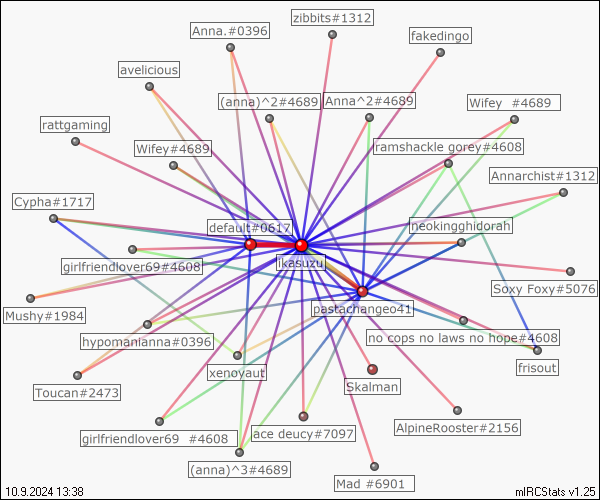 zibbits#1312
Anna.#0396
fakedingo
avelicious
(anna)^2#4689
Anna^2#4689
Wifey  #4689
rattgaming
Wifey#4689
ramshackle gorey#4608
Annarchist#1312
Cypha#1717
default#0617
neokingghidorah
ikasuzu
girlfriendlover69#4608
Soxy Foxy#5076
pastachangeo41
Mushy#1984
hypomanianna#0396
no cops no laws no hope#4608
xenoyaut
frisout
Toucan#2473
Skalman
AlpineRooster#2156
girlfriendlover69  #4608
ace deucy#7097
(anna)^3#4689
Mad #6901
10.9.2024 13:38
mIRCStats v1.25